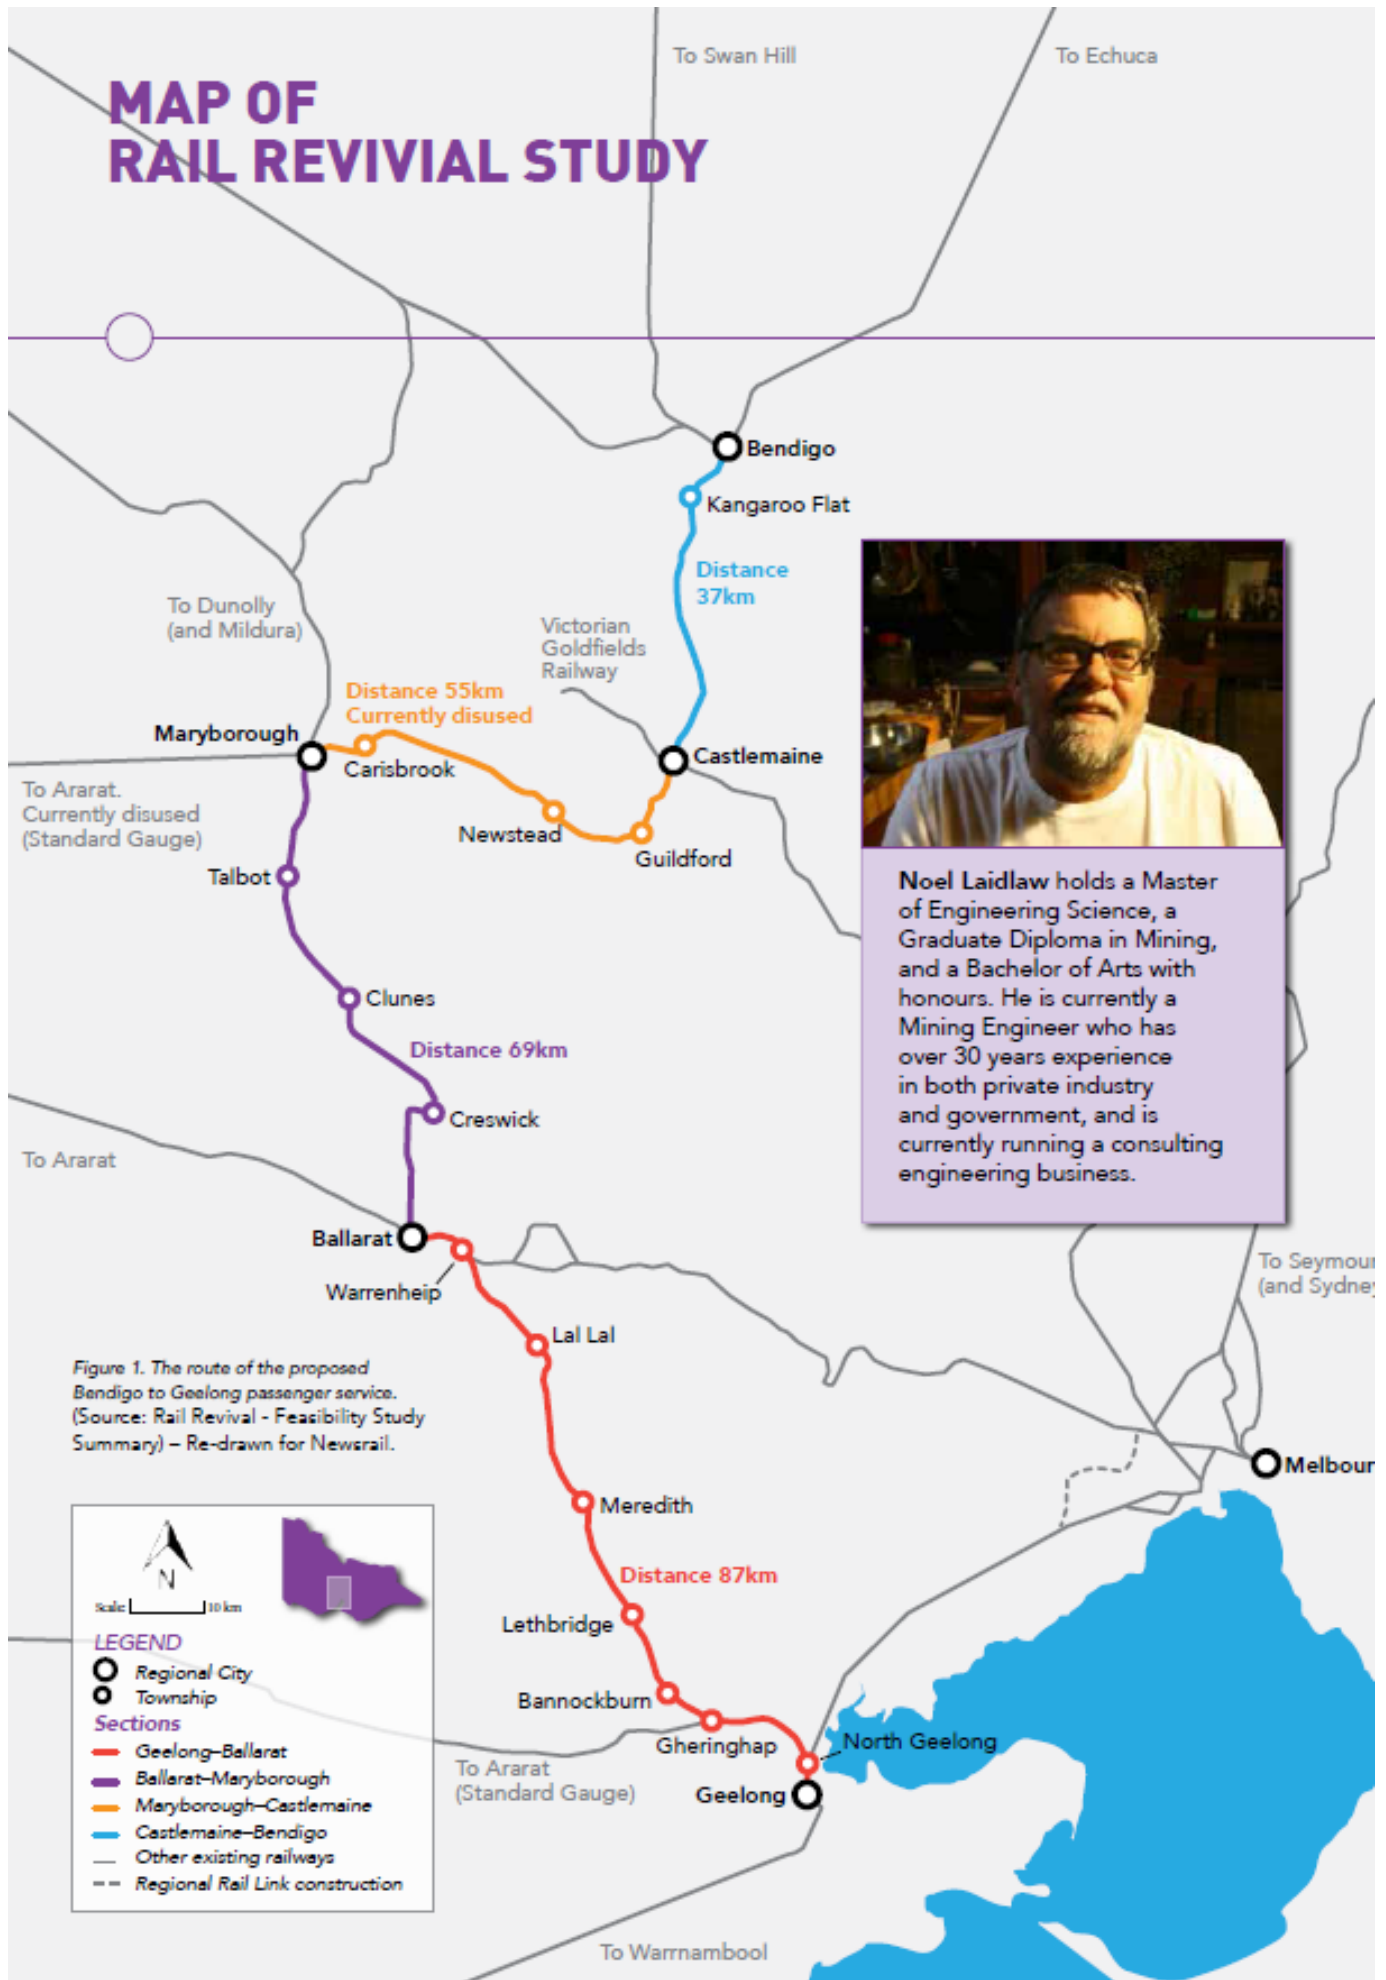 MAP OF
RAIL REVIVIAL STUDY
To Swan Hill
To Echuca
Bendigo
Kangaroo Flat
Distance
37km
To Dunolly
(and Mildura)
Victorian
Goldfields
Railway
Distance 55km
Currently disused
Maryborough
Carisbrook
Castlemaine
To Ararat.
Currently disused
(Standard Gauge)
Newstead
Guildford
Talbot
Noel Laidlaw holds a Master
of Engineering Science, a
Graduate Diploma in Mining,
and a Bachelor of Arts with
honours. He is currently a
Mining Engineer who has
over 30 years experience
in both private industry
and government, and is
currently running a consulting
engineering business.
Clunes
Distance 69km
Creswick
To Ararat
Ballarat
Warrenheip
To Seymour
(and Sydney
Lal Lal
Figure 1. The route of the proposed
Bendigo to Geelong passenger service.
(Source: Rail Revival - Feasibility Study
Summary) – Re-drawn for Newsrail.
Melbour
Meredith
Distance 87km
Lethbridge
Bannockburn
Gheringhap
North Geelong
To Ararat
(Standard Gauge)
Geelong
N
Scale 10 km
LEGEND
Regional City
Township
Sections
Geelong–Ballarat
Ballarat–Maryborough
Maryborough–Castlemaine
Castlemaine–Bendigo
Other existing railways
Regional Rail Link construction
To Warrnambool